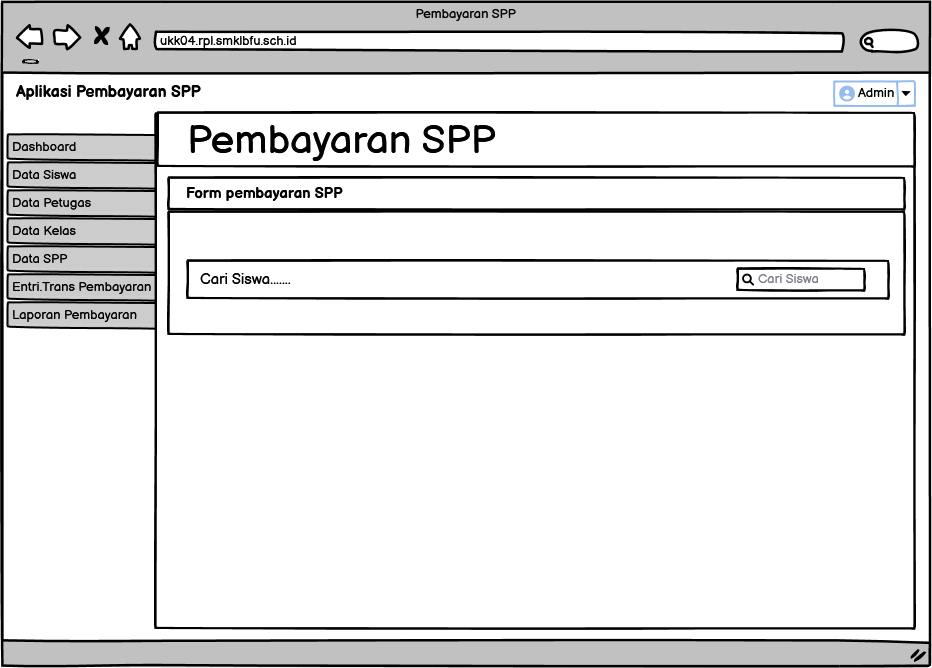 Pembayaran SPP
ukk04.rpl.smklbfu.sch.id
Aplikasi Pembayaran SPP
Admin
Pembayaran SPP
Dashboard
Data Siswa
Data Petugas
Data Kelas
Data SPP
Entri.Trans Pembayaran
Laporan Pembayaran
Form pembayaran SPP
Cari Siswa.......
Cari Siswa